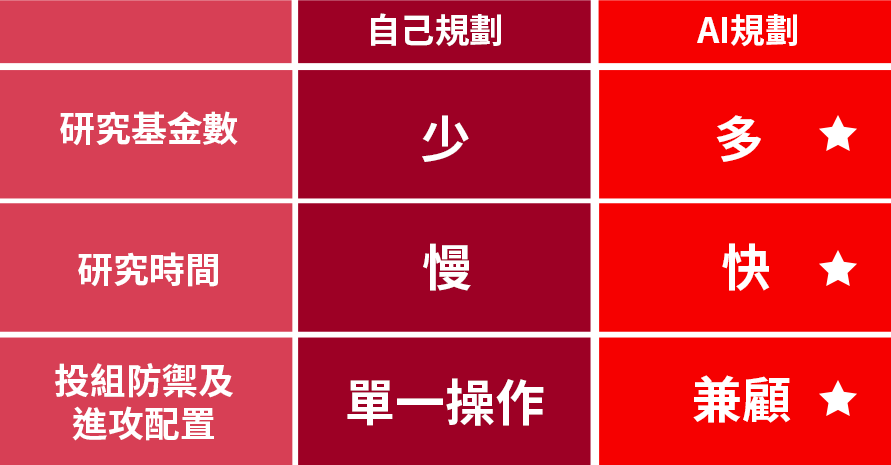 自己規劃
AI規劃
研究基金數
少
多
研究時間
慢
快
投組防禦及
進攻配置
單一操作
兼顧